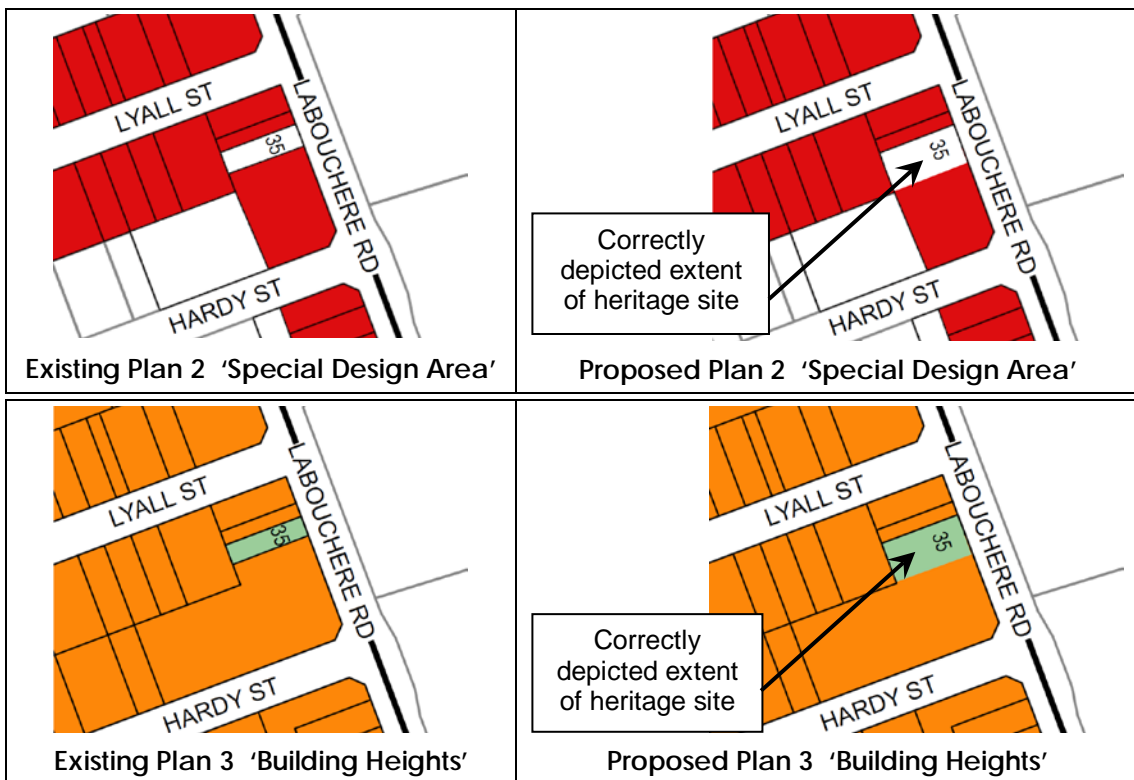 LYALL ST
35
LABOUCHERE RD
HARDY ST
Existing Plan 2 'Special Design Area'
LYALL ST
35
LABOUCHERE RD
Correctly
depicted extent
of heritage site
HARDY ST
Proposed Plan 2 'Special Design Area'
LYALL ST
35
LABOUCHERE RD
HARDY ST
Existing Plan 3 'Building Heights'
LYALL ST
35
LABOUCHERE RD
Correctly
depicted extent
of heritage site
HARDY ST
Proposed Plan 3 'Building Heights'